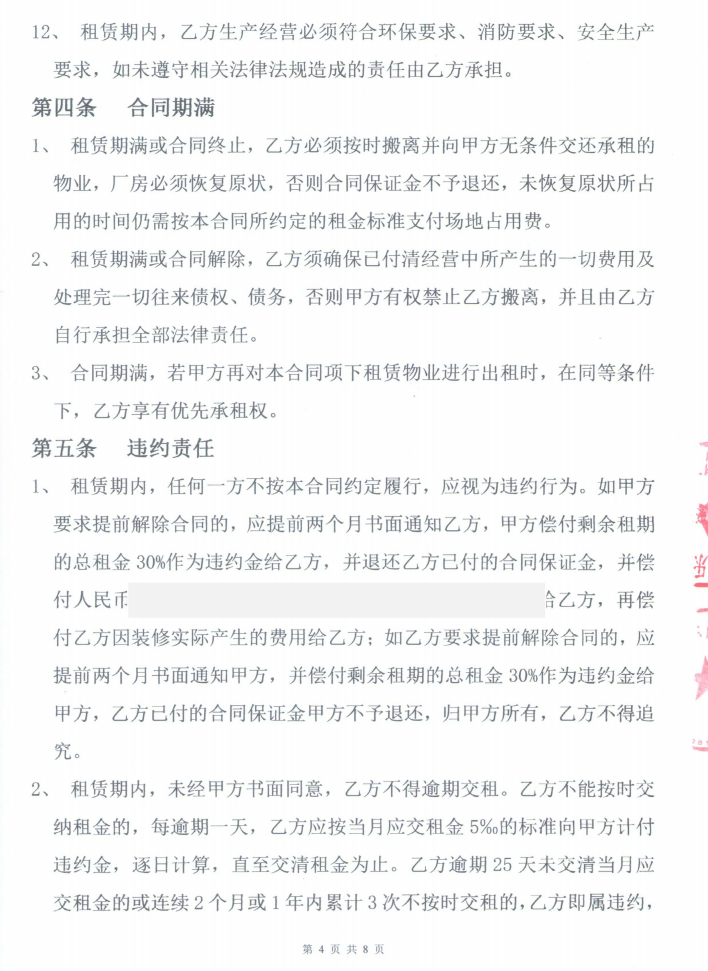 12、 租赁期内，乙方生产经营必须符合环保要求、消防要求、安全生产
要求，如未遵守相关法律法规造成的责任由乙方承担。
第四条 合同期满
1、 租赁期满或合同终止，乙方必须按时搬离并向甲方无条件交还承租的
物业，厂房必须恢复原状，否则合同保证金不予退还，未恢复原状所占
用的时间仍需按本合同所约定的租金标准支付场地占用费。
2、 租赁期满或合同解除，乙方须确保已付清经营中所产生的一切费用及
处理完一切往来债权、债务，否则甲方有权禁止乙方搬离，并且由乙方
自行承担全部法律责任。
3、 合同期满，若甲方再对本合同项下租赁物业进行出租时，在同等条件
下，乙方享有优先承租权。
第五条 违约责任
1、 租赁期内，任何一方不按本合同约定履行，应视为违约行为。如甲方
要求提前解除合同的，应提前两个月书面通知乙方，甲方偿付剩余租期
的总租金 30%作为违约金给乙方，并退还乙方已付的合同保证金，并偿
付人民币 给乙方，再偿
付乙方因装修实际产生的费用给乙方；如乙方要求提前解除合同的，应
提前两个月书面通知甲方，并偿付剩余租期的总租金 30%作为违约金给
甲方，乙方已付的合同保证金甲方不予退还，归甲方所有，乙方不得追
究。
2、 租赁期内，未经甲方书面同意，乙方不得逾期交租。乙方不能按时交
纳租金的，每逾期一天，乙方应按当月应交租金 5‰的标准向甲方计付
违约金，逐日计算，直至交清租金为止。乙方逾期 25 天未交清当月应
交租金的或连续 2 个月或 1 年内累计 3 次不按时交租的，乙方即属违约，
第 4 页 共 8 页